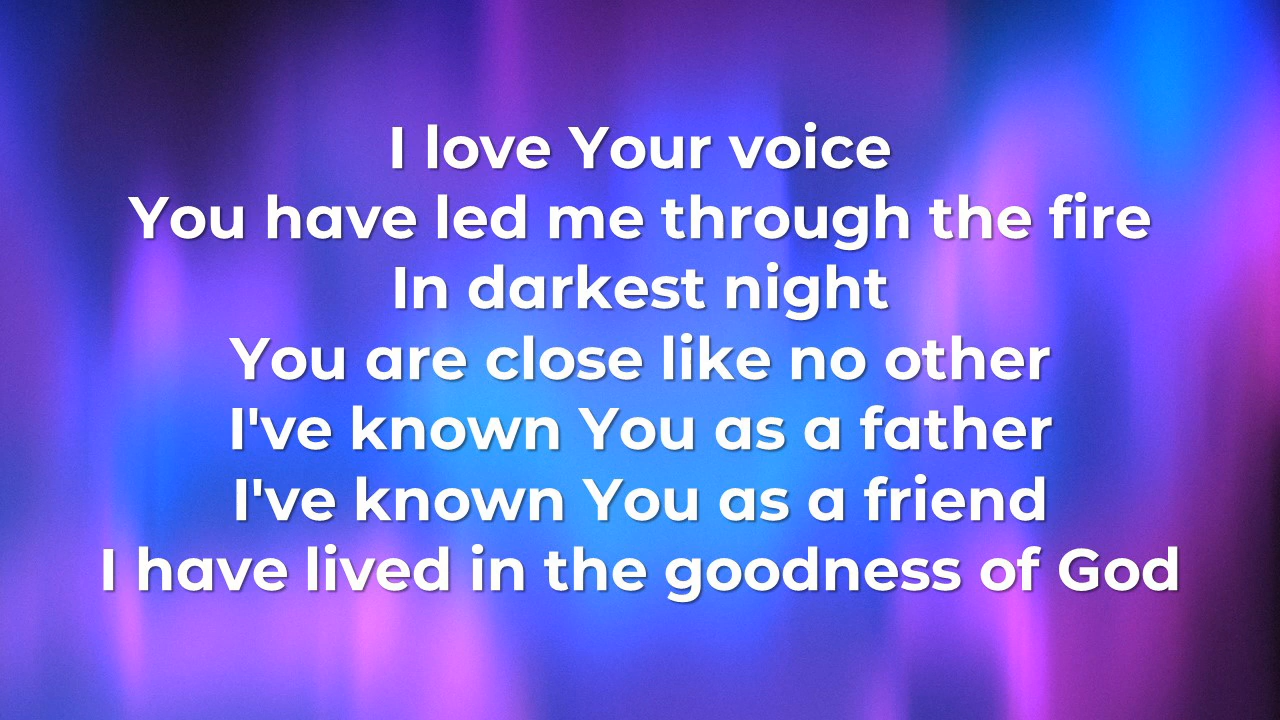 I love Your voice
You have led me through the fire
In darkest night
You are close like no other
I've known You as a father
I've known You as a friend
I have lived in the goodness of God